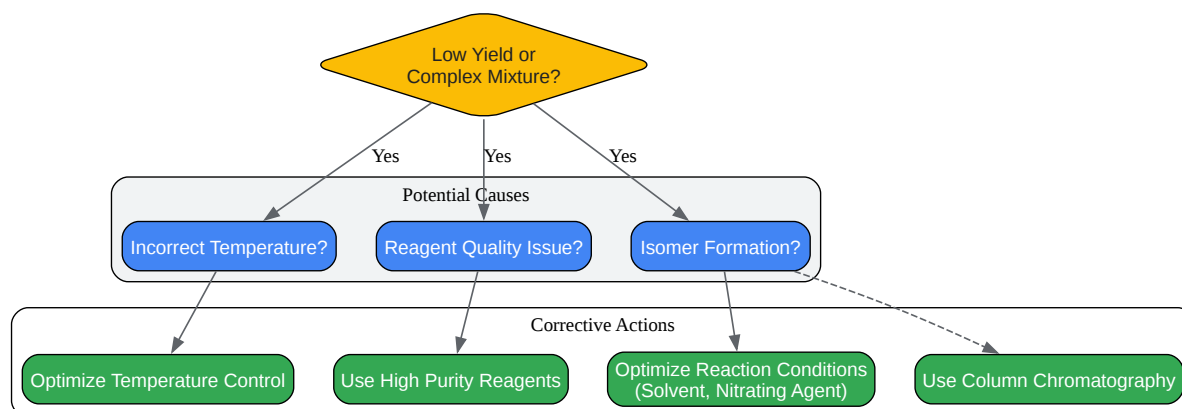 Low Yield or
Complex Mixture?
Yes
Yes
Yes
Potential Causes
Incorrect Temperature?
Reagent Quality Issue?
Isomer Formation?
Corrective Actions
Optimize Temperature Control
Use High Purity Reagents
Optimize Reaction Conditions
(Solvent, Nitrating Agent)
Use Column Chromatography